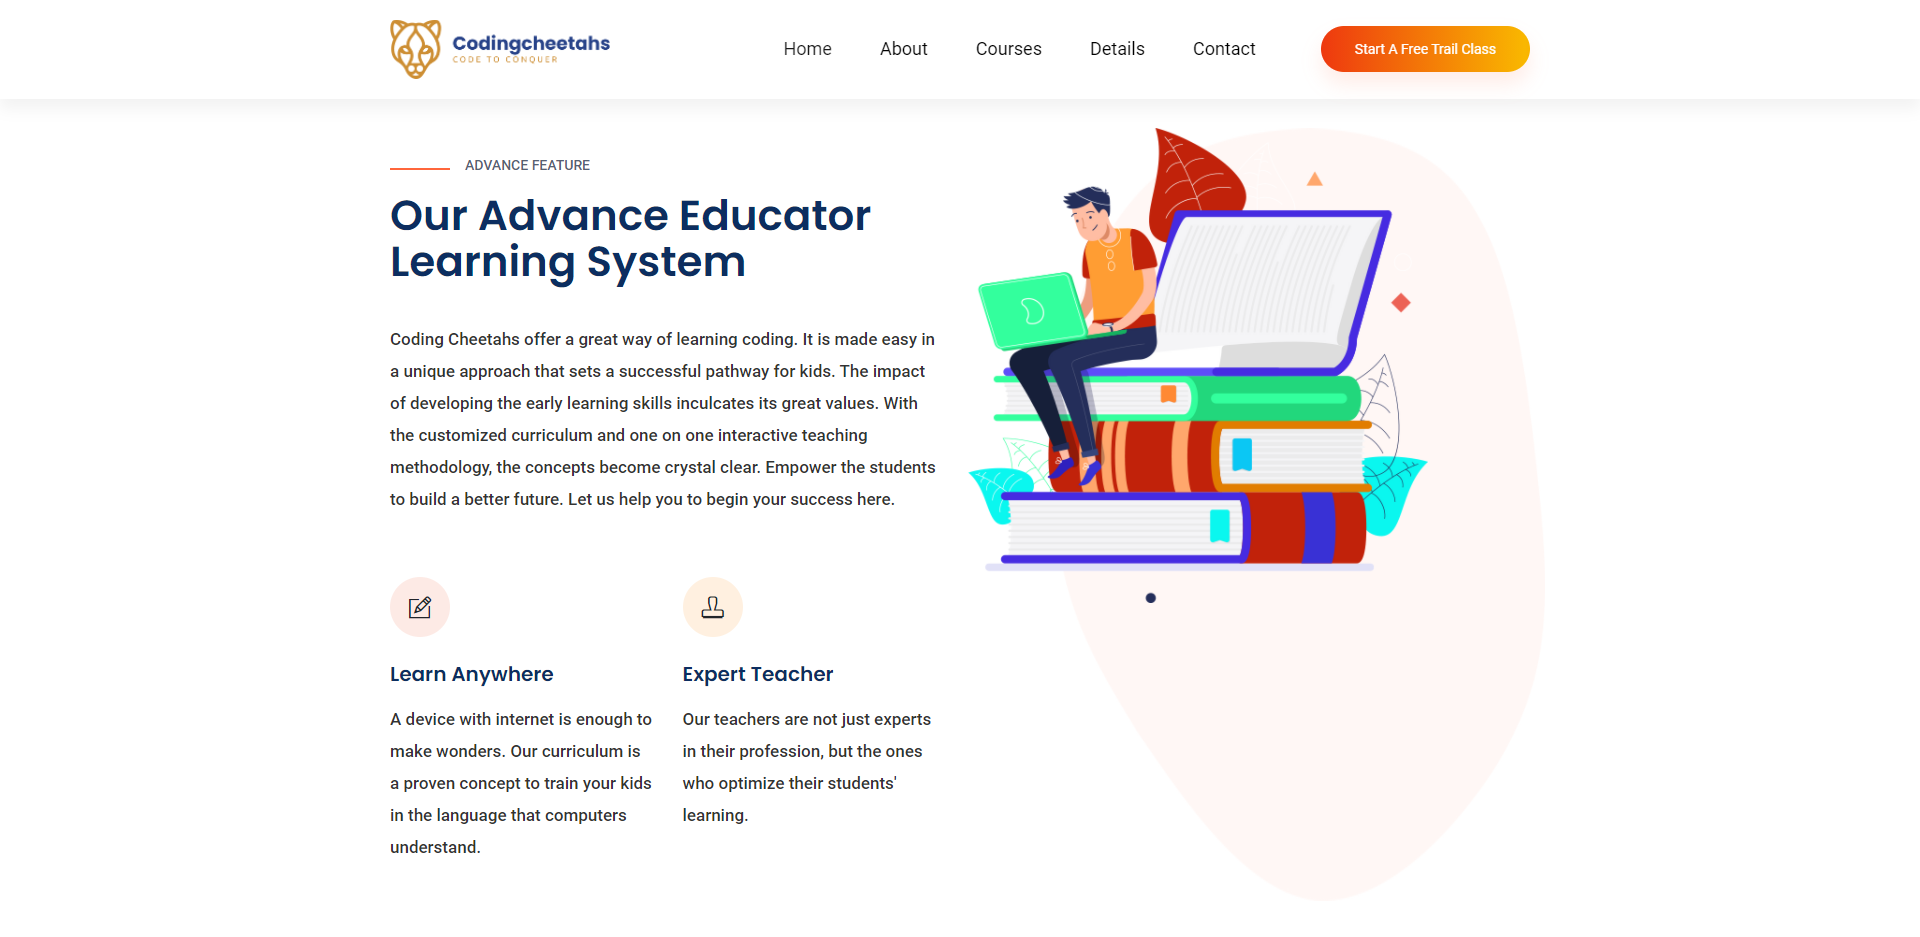 Codingcheetahs
CODE TO CONQUER
Home
About
Courses
Details
Contact
Start A Free Trail Class
ADVANCE FEATURE
Our Advance Educator
Learning System
Coding Cheetahs offer a great way of learning coding. It is made easy in
a unique approach that sets a successful pathway for kids. The impact
of developing the early learning skills inculcates its great values. With
the customized curriculum and one on one interactive teaching
methodology, the concepts become crystal clear. Empower the students
to build a better future. Let us help you to begin your success here.
Learn Anywhere
A device with internet is enough to
make wonders. Our curriculum is
a proven concept to train your kids
in the language that computers
understand.
Expert Teacher
Our teachers are not just experts
in their profession, but the ones
who optimize their students'
learning.